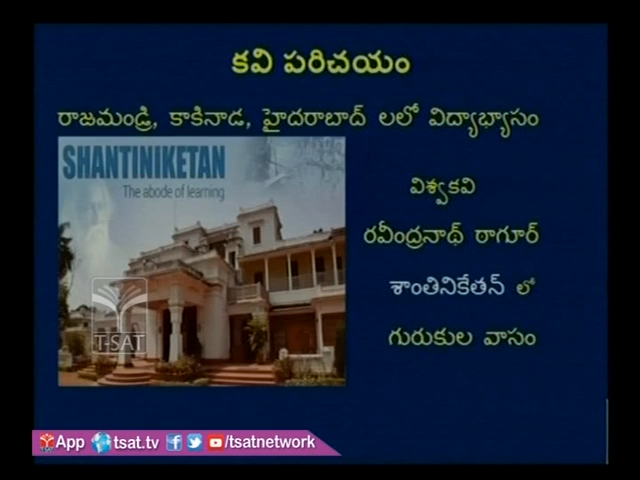 కవి పరిచయం
రాజమండ్రి, కాకినాడ, హైదరాబాద్ లలో విద్యాభ్యాసం
SHANTINIKETAN
The abode of learning
విశ్వకవి
రవీంద్రనాథ్ ఠాగూర్
శాంతినికేతన్ లో
గురుకుల వాసం
T-SAT
App tsat.tv /tsatnetwork